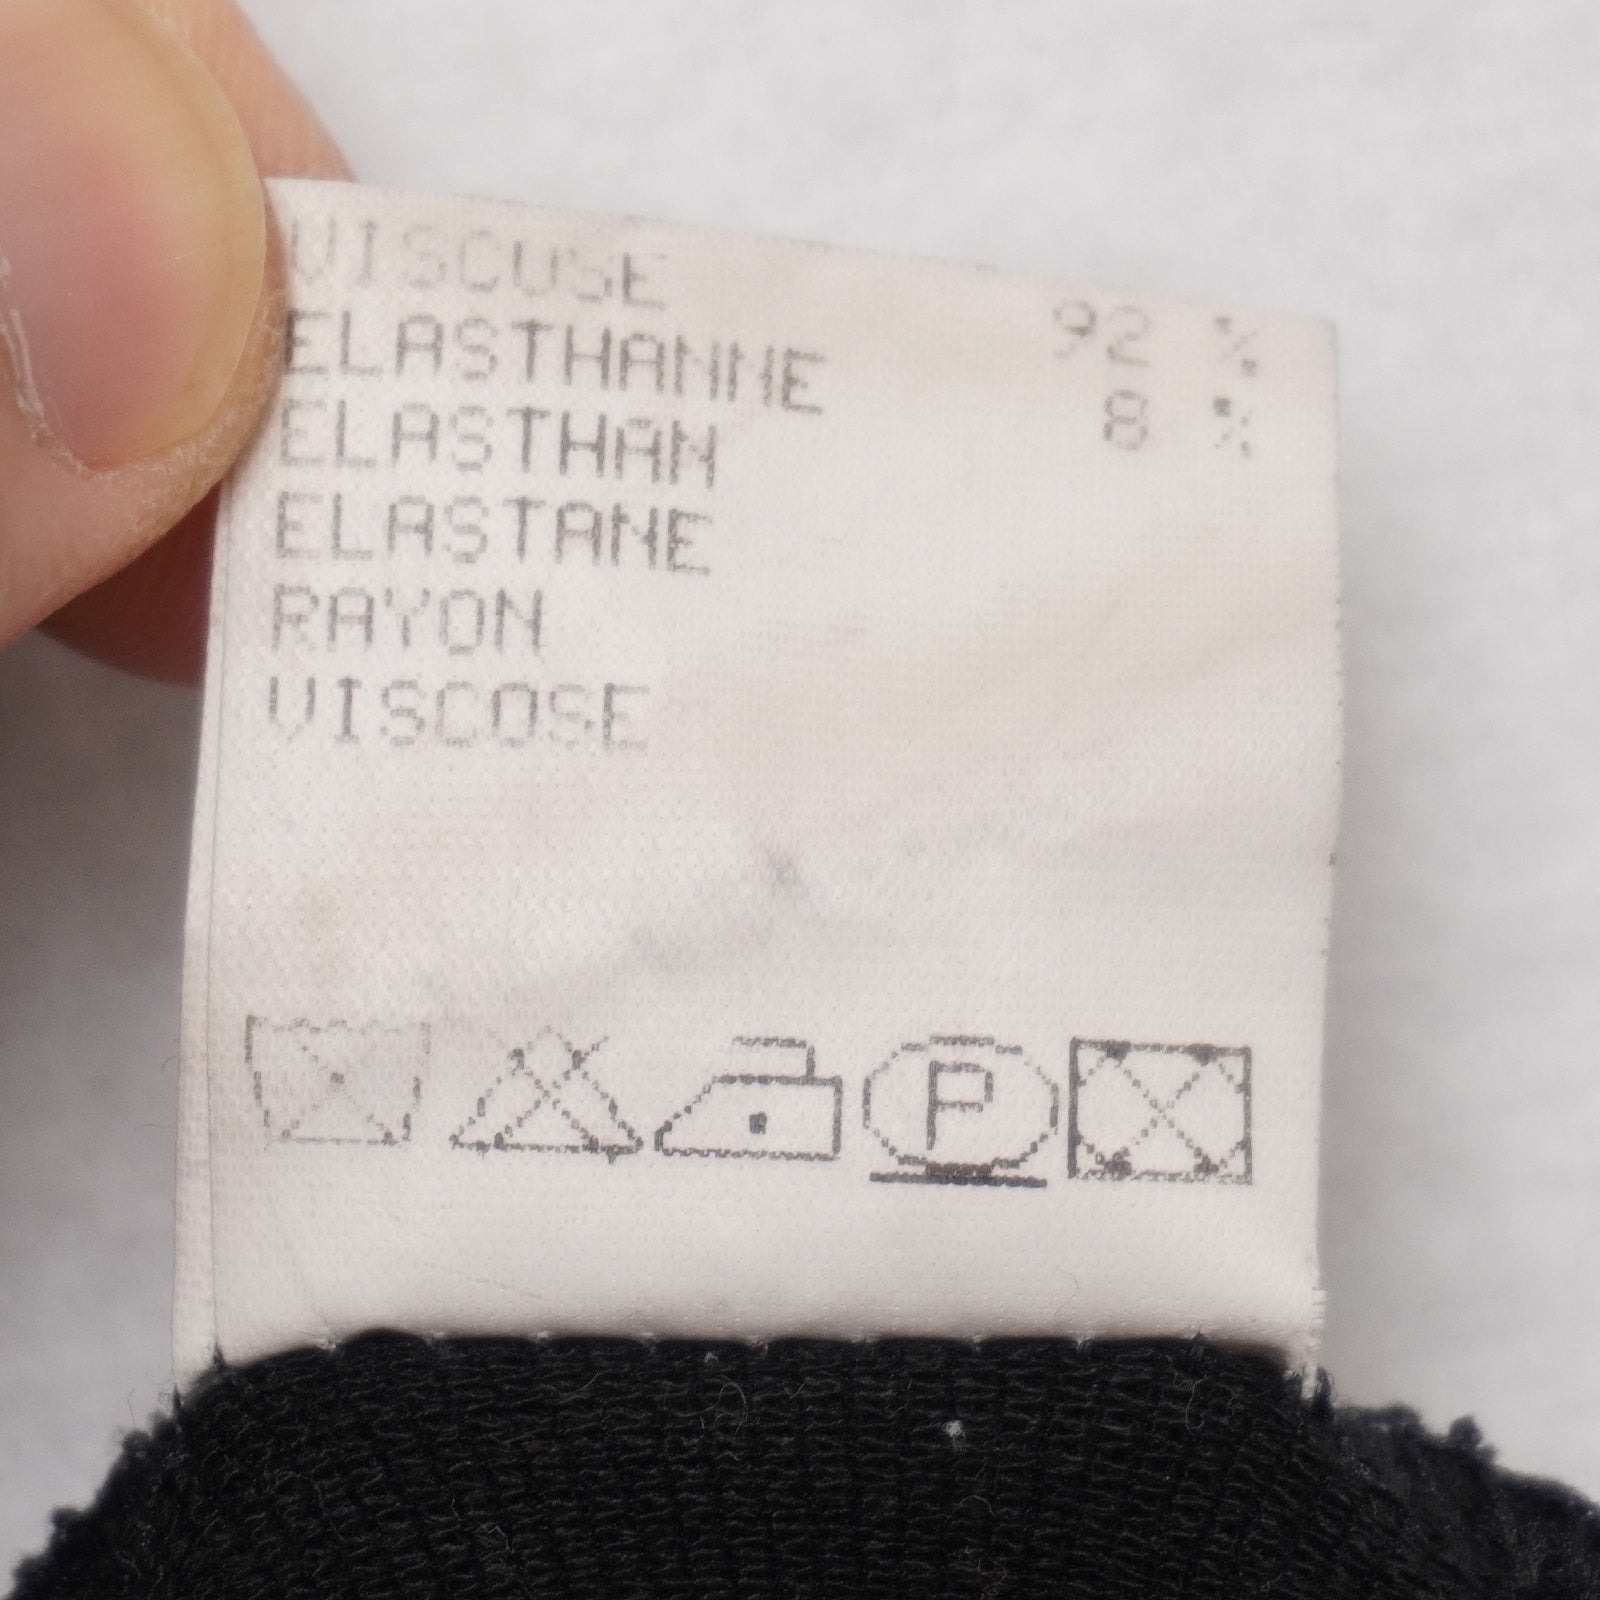 VISCOSE 92 %
ELASTHANNE 8 %
ELASTHAN
ELASTANE
RAYON
VISCOSE
P